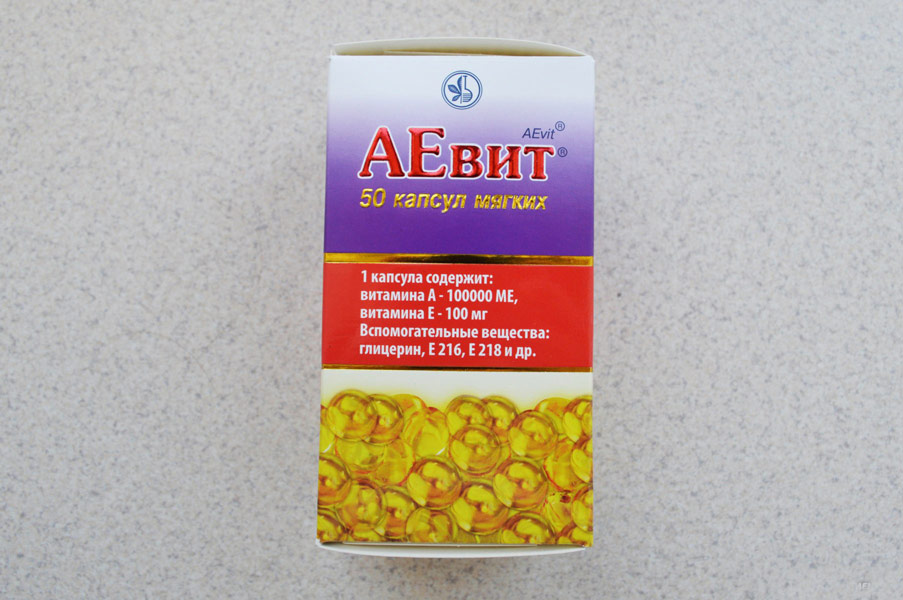 AEvit®
АЕвит®
50 капсул мягких
1 капсула содержит:
витамина А - 100000 МЕ,
витамина Е - 100 мг
Вспомогательные вещества:
глицерин, Е 216, Е 218 и др.